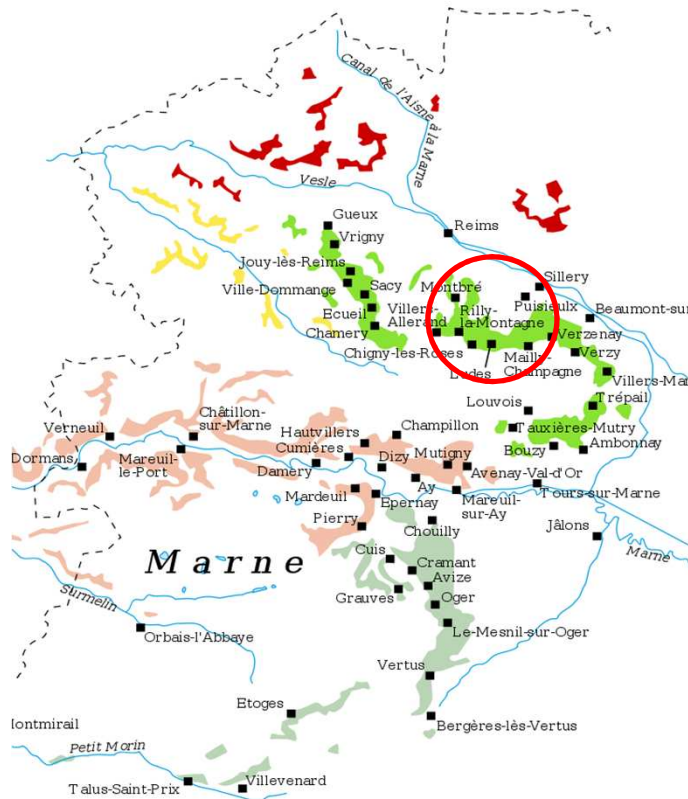 Canal de l'Aisne
à la Marne
Vesle
Reims
Gueux
Vrigny
Jouy-lès-Reims
Ville-Dommange
Sacy
Ecueil
Chamery
Villers-
Allerand
Montbré
Rilly-
la-Montagne
Chigny-les-Roses
Ludes
Puisieulx
Sillery
Beaumont-sur
Verzenay
Mailly-
Champagne
Verzy
Villers-Mar
Louvois
Trépail
Tauxières-Mutry
Bouzy
Ambonnay
Verneuil
Châtillon-
sur-Marne
Dormans
Mareuil-
le-Port
Hautvillers
Champillon
Cumières
Damery
Dizy
Mutigny
Avenay-Val-d'Or
Ay
Mardeuil
Epernay
Mareuil-
sur-Ay
Tours-sur-Marne
Pierry
Chouilly
Jâlons
Marne
Marne
Cuis
Cramant
Avize
Grauves
Oger
Surmelin
Orbais-l'Abbaye
Le-Mesnil-sur-Oger
Vertus
Etoges
Bergères-lès-Vertus
Montmirail
Petit Morin
Talus-Saint-Prix
Villevenard